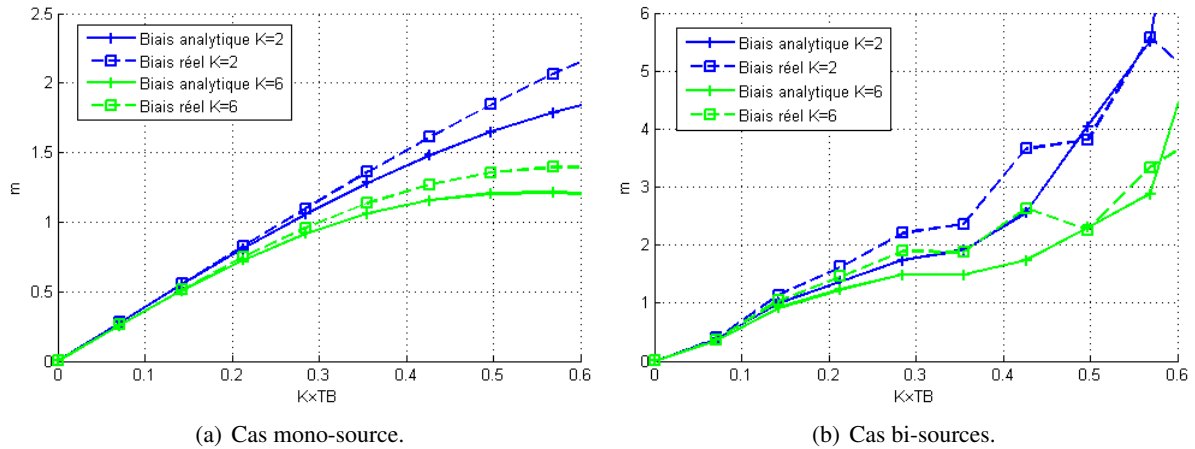 2.5
2
1.5
1
0.5
0
m
0 0.1 0.2 0.3 0.4 0.5 0.6
K×TB
Biais analytique K=2
Biais réel K=2
Biais analytique K=6
Biais réel K=6
(a) Cas mono-source.
6
5
4
3
2
1
0
m
0 0.1 0.2 0.3 0.4 0.5 0.6
K×TB
Biais analytique K=2
Biais réel K=2
Biais analytique K=6
Biais réel K=6
(b) Cas bi-sources.